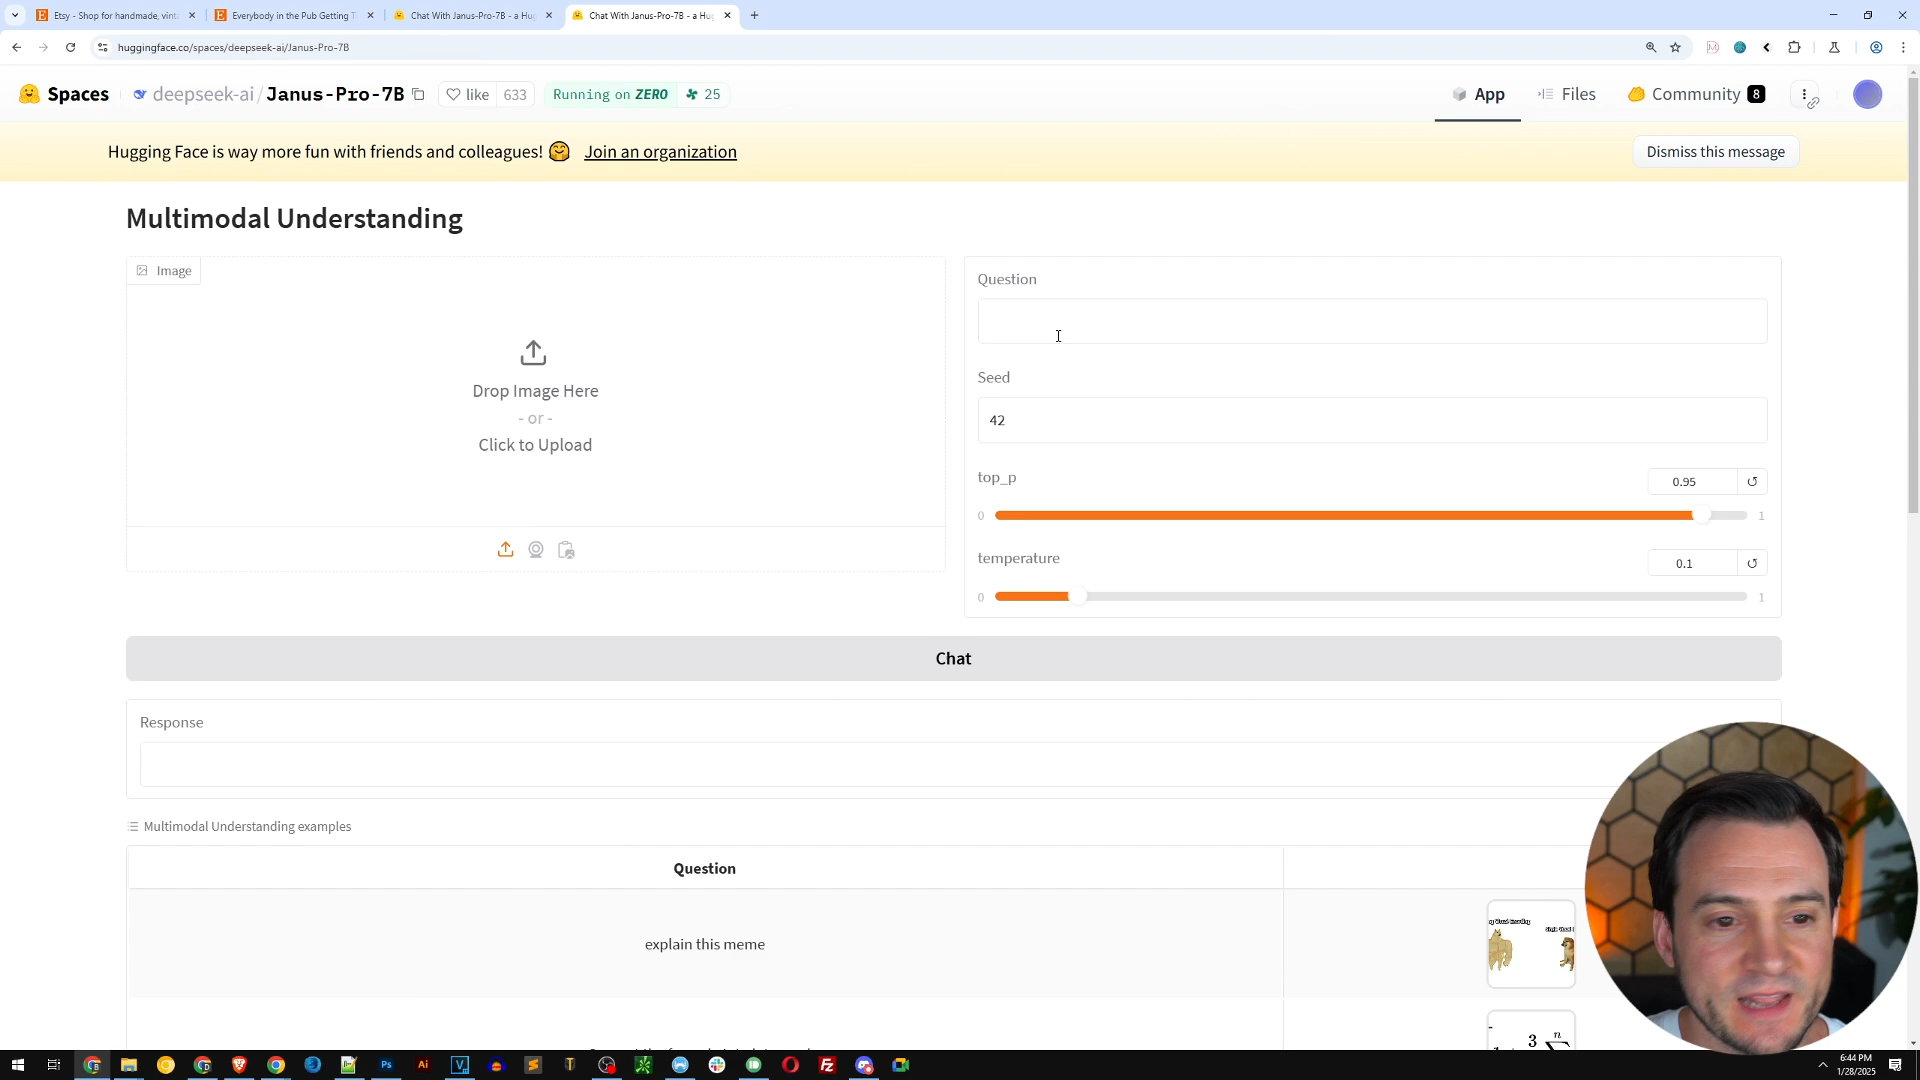 Etsy - Shop for handmade, vint
Everybody in the Pub Getting T
Chat With Janus-Pro-7B - a Hug
Chat With Janus-Pro-7B - a Hu
huggingface.co/spaces/deepseek-ai/Janus-Pro-7B
Spaces deepseek-ai/Janus-Pro-7B like 633 Running on ZERO 25 App Files Community 8
Hugging Face is way more fun with friends and colleagues! Join an organization Dismiss this message
Multimodal Understanding
Image
Drop Image Here
- or -
Click to Upload
Question
Seed
42
top_p 0.95
0 1
temperature 0.1
0 1
Chat
Response
Multimodal Understanding examples
Question
explain this meme
3 n
6:44 PM
1/28/2025